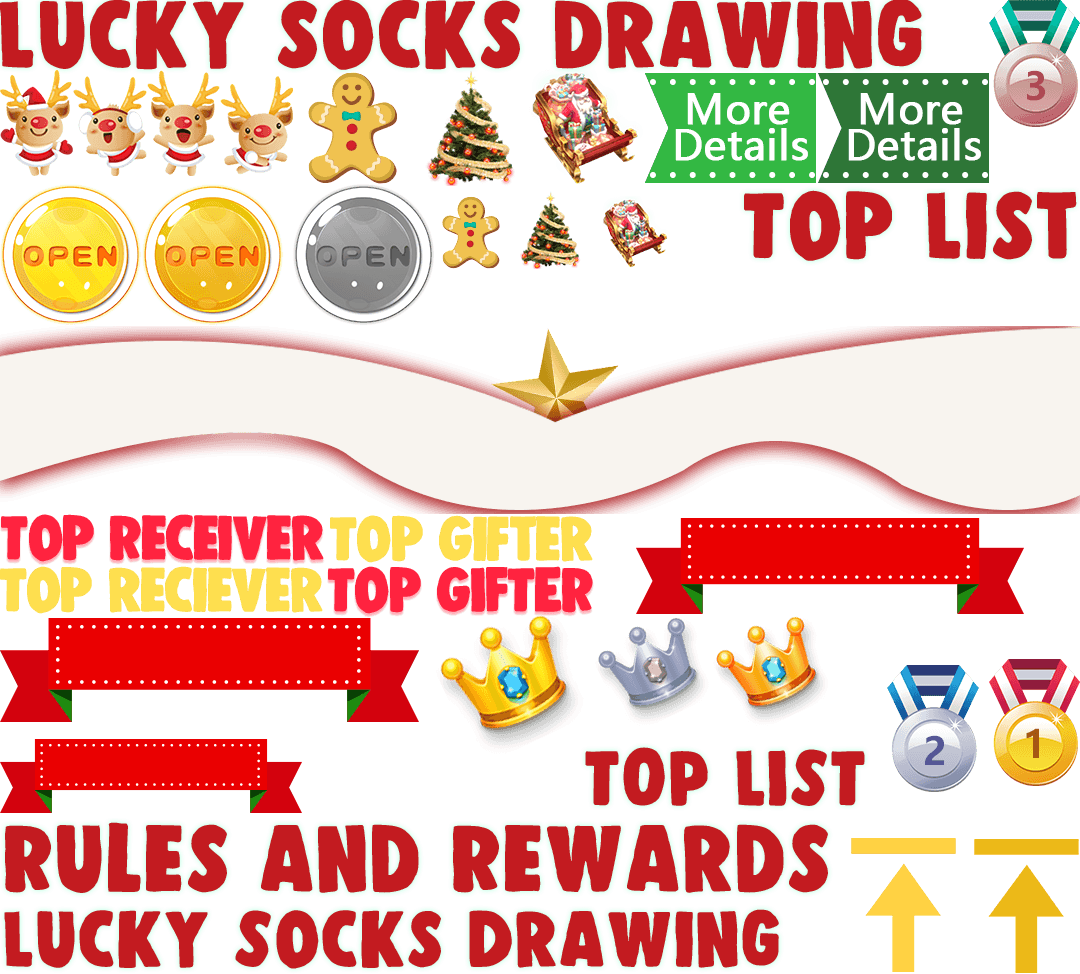 LUCKY SOCKS DRAWING
3
More Details
More Details
OPEN
OPEN
OPEN
TOP LIST
TOP RECEIVER
TOP GIFTER
TOP RECIEVER
TOP GIFTER
2
1
TOP LIST
RULES AND REWARDS
LUCKY SOCKS DRAWING